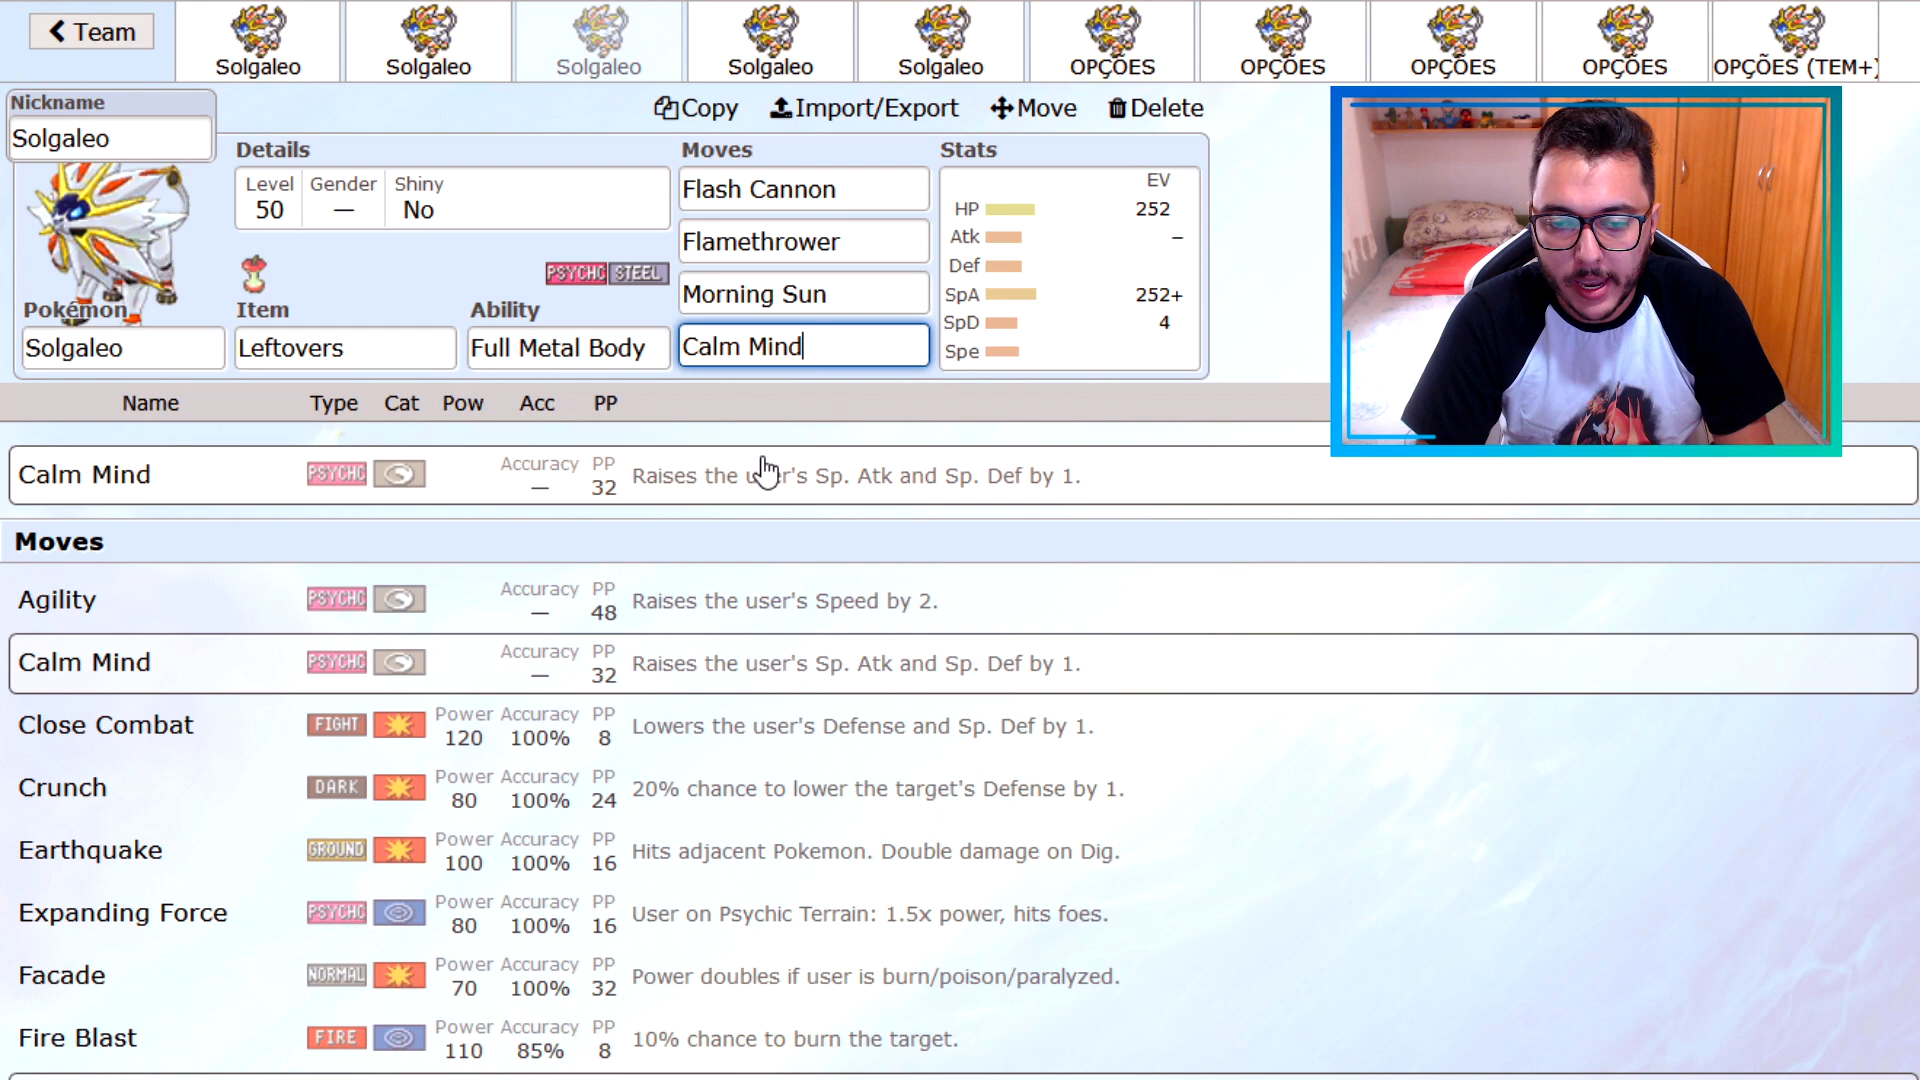 Team
Solgaleo
Solgaleo
Solgaleo
Solgaleo
Solgaleo
OPÇÕES
OPÇÕES
OPÇÕES
OPÇÕES
OPÇÕES (TEM+)
Nickname
Solgaleo
Copy Import/Export Move Delete
Details
Level Gender Shiny
50 — No
PSYCHC STEEL
Pokémon
Solgaleo
Item
Leftovers
Ability
Full Metal Body
Moves
Flash Cannon
Flamethrower
Morning Sun
Calm Mind
Stats
EV
HP 252
Atk –
Def
SpA 252+
SpD 4
Spe
Name Type Cat Pow Acc PP
Calm Mind PSYCHC Accuracy — PP 32 Raises the user's Sp. Atk and Sp. Def by 1.
Moves
Agility PSYCHC Accuracy — PP 48 Raises the user's Speed by 2.
Calm Mind PSYCHC Accuracy — PP 32 Raises the user's Sp. Atk and Sp. Def by 1.
Close Combat FIGHT Power 120 Accuracy 100% PP 8 Lowers the user's Defense and Sp. Def by 1.
Crunch DARK Power 80 Accuracy 100% PP 24 20% chance to lower the target's Defense by 1.
Earthquake GROUND Power 100 Accuracy 100% PP 16 Hits adjacent Pokemon. Double damage on Dig.
Expanding Force PSYCHC Power 80 Accuracy 100% PP 16 User on Psychic Terrain: 1.5x power, hits foes.
Facade NORMAL Power 70 Accuracy 100% PP 32 Power doubles if user is burn/poison/paralyzed.
Fire Blast FIRE Power 110 Accuracy 85% PP 8 10% chance to burn the target.